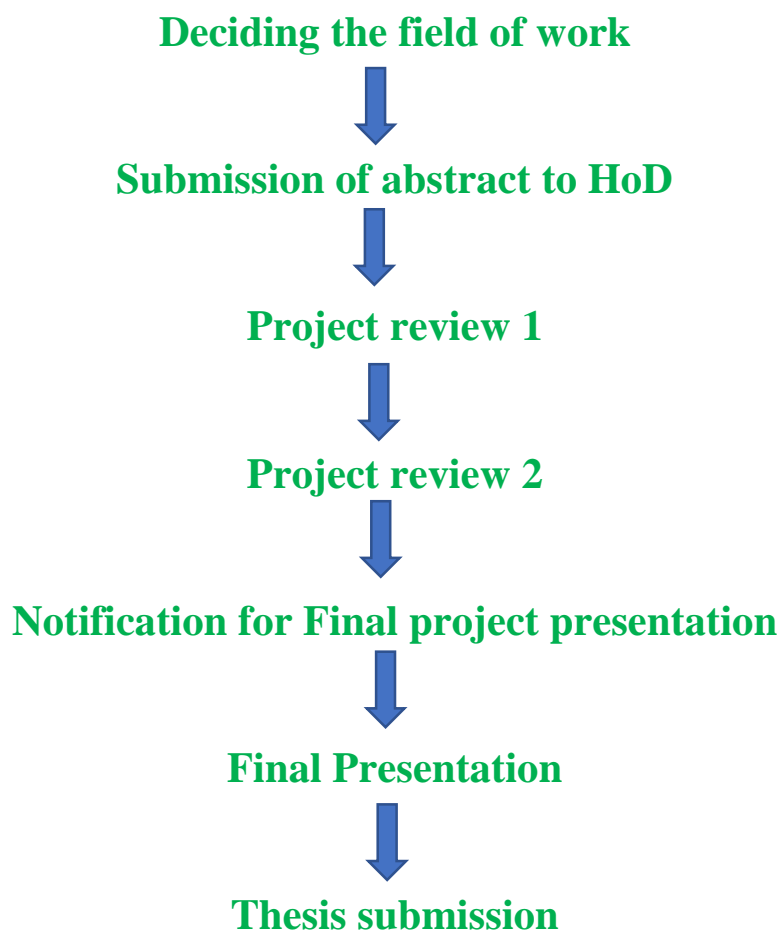 Deciding the field of work
Submission of abstract to HoD
Project review 1
Project review 2
Notification for Final project presentation
Final Presentation
Thesis submission